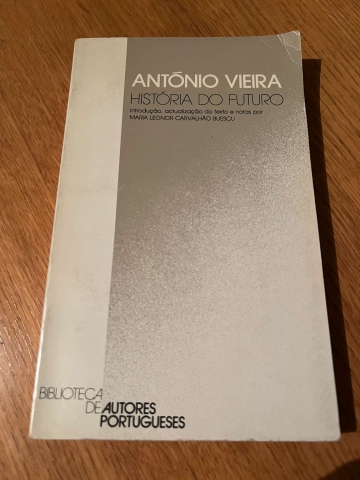 ANTÓNIO VIEIRA
HISTÓRIA DO FUTURO
Introdução, actualização do texto e notas por
MARIA LEONOR CARVALHÃO BUESCU
BIBLIOTECA
DE AUTORES
PORTUGUESES